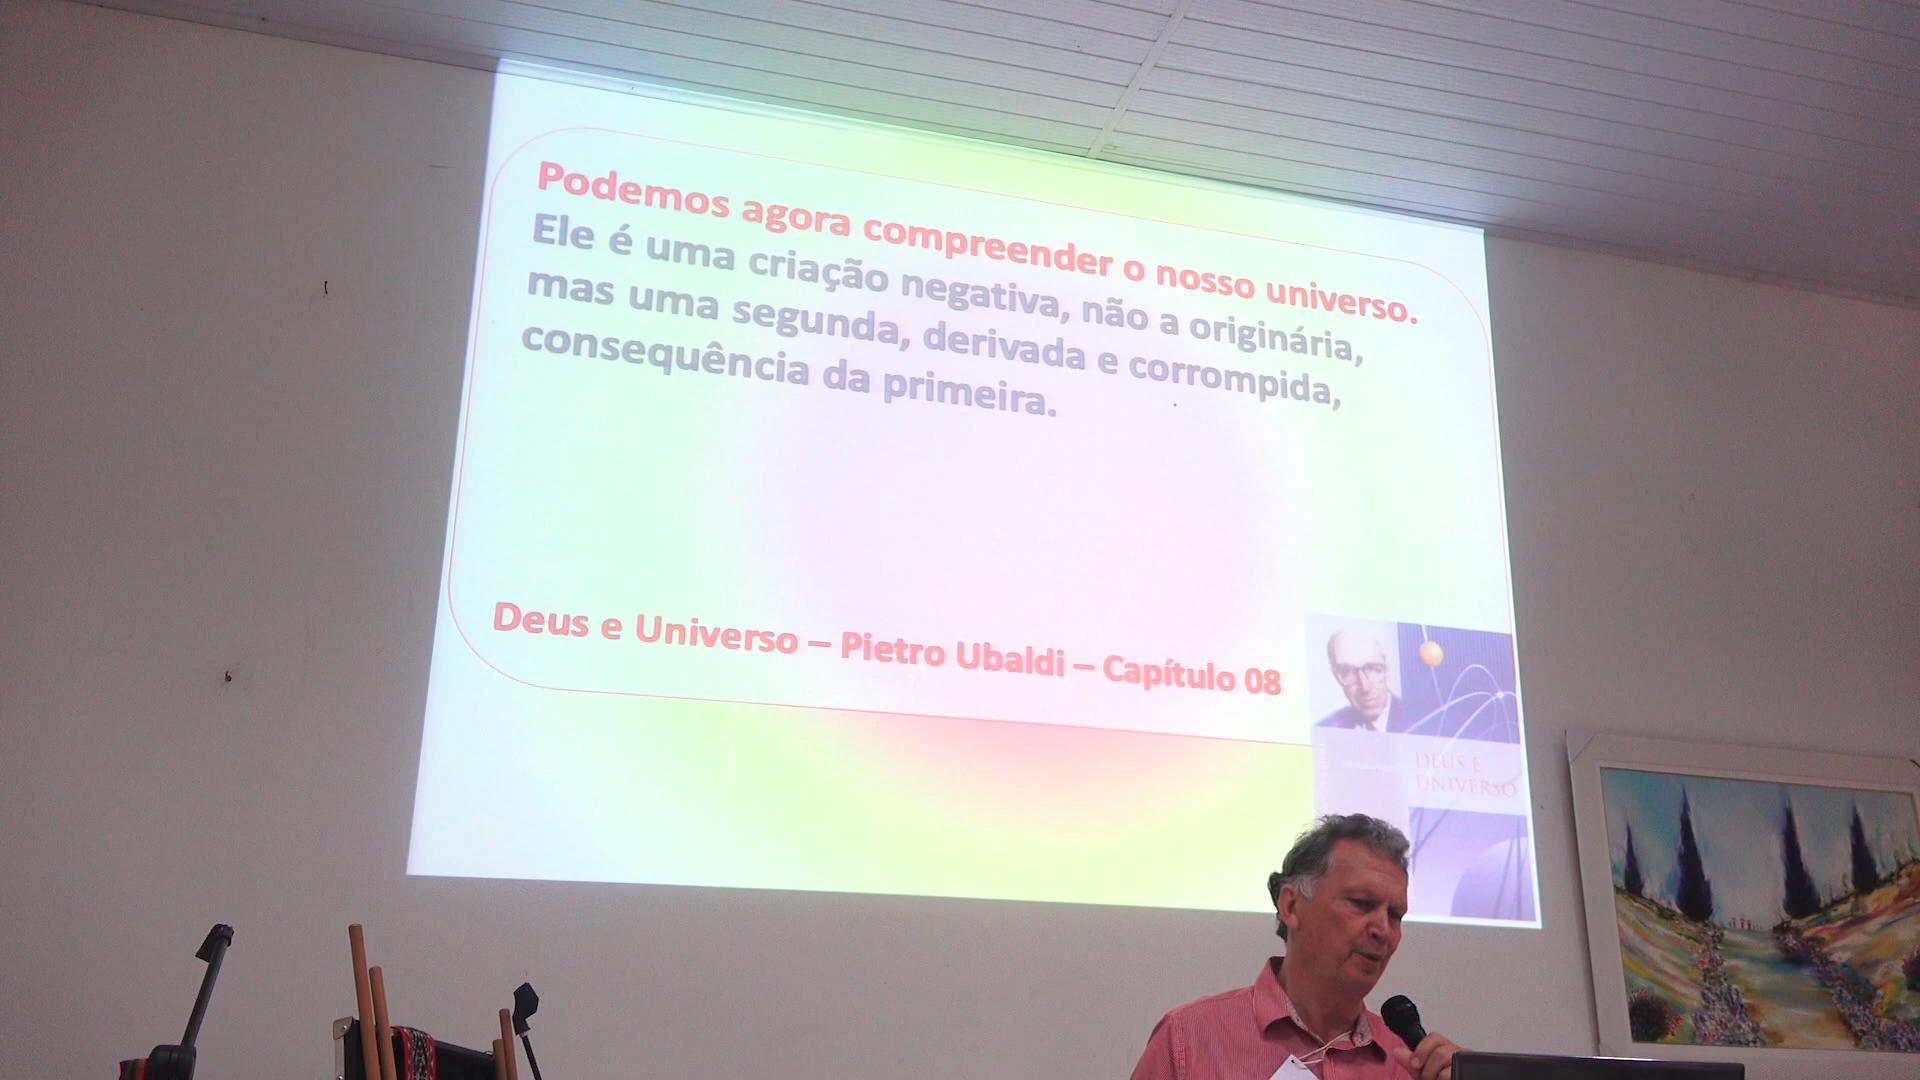 Podemos agora compreender o nosso universo.
Ele é uma criação negativa, não a originária,
mas uma segunda, derivada e corrompida,
consequência da primeira.
Deus e Universo – Pietro Ubaldi – Capítulo 08
DEUS E
UNIVERSO